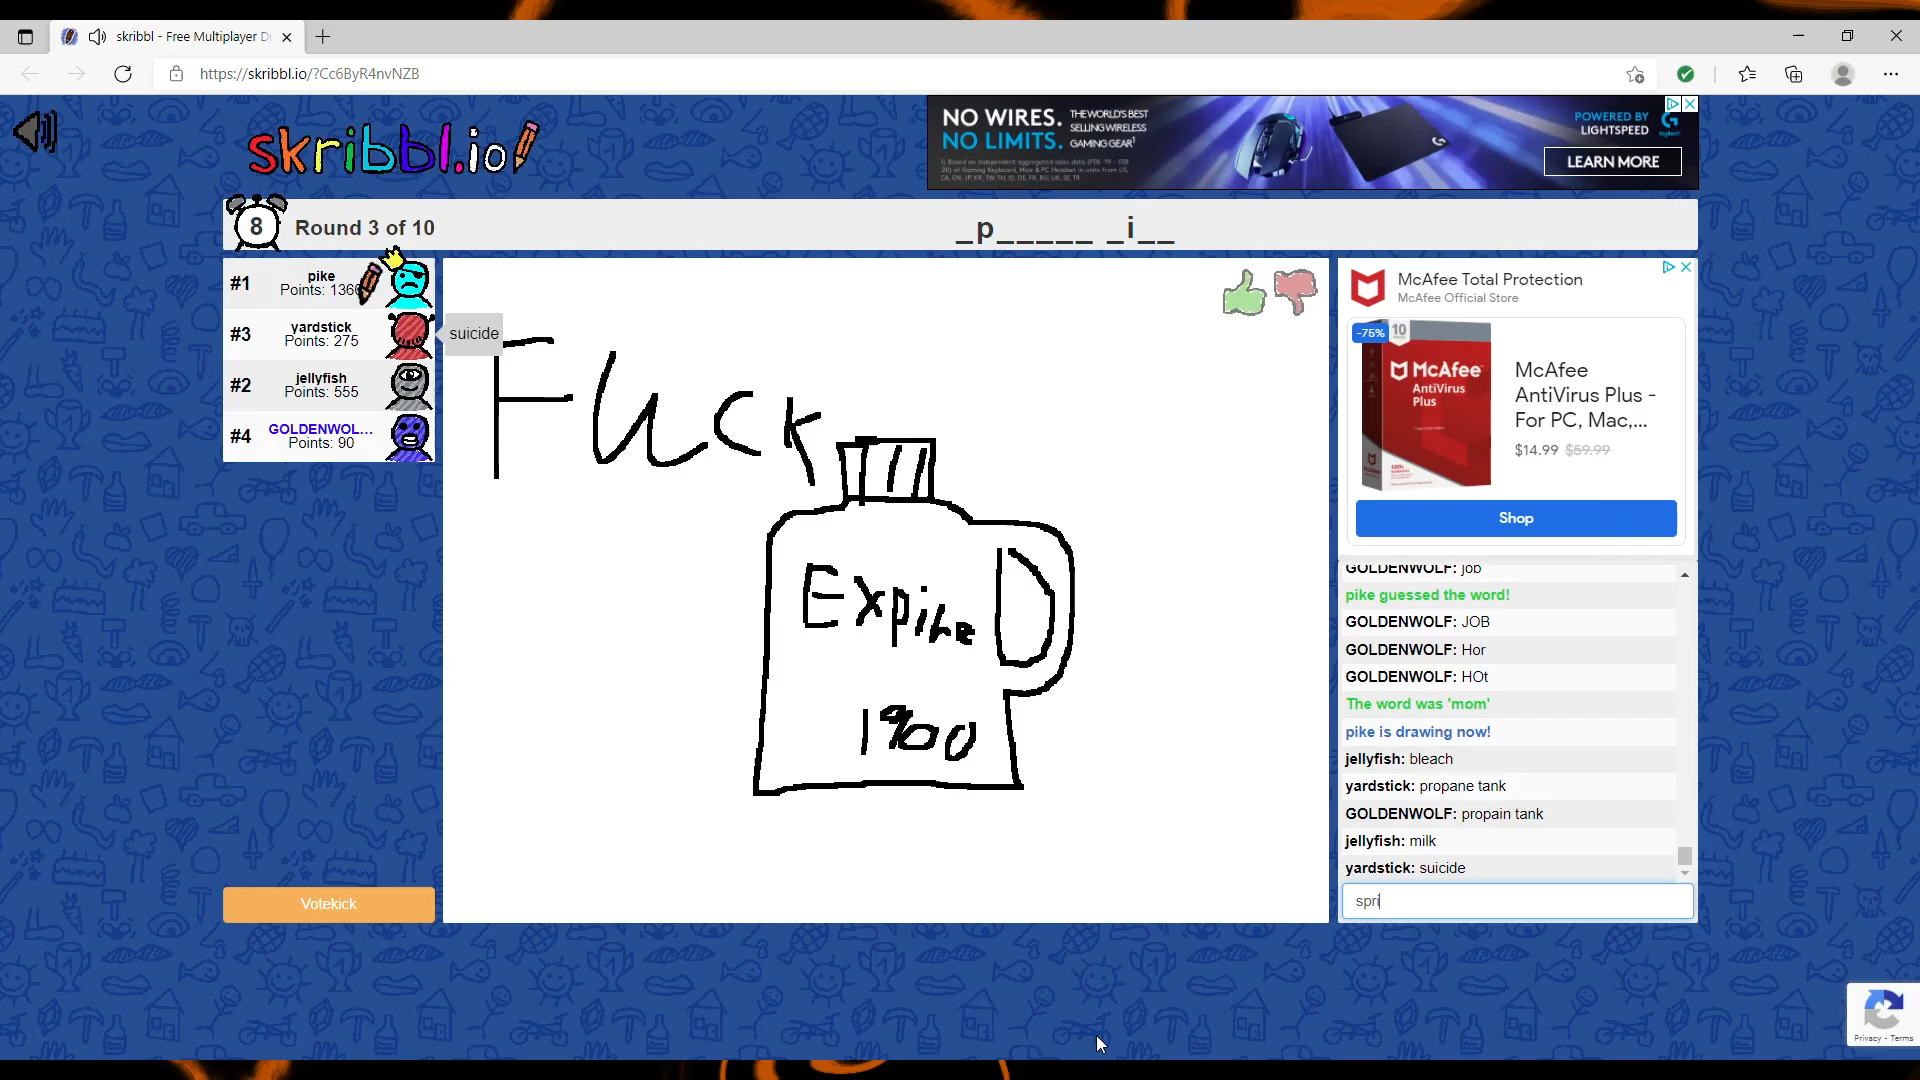 skribbl - Free Multiplayer D
https://skribbl.io/?Cc6ByR4nvNZB
skribbl.io
NO WIRES.
NO LIMITS.
THE WORLD'S BEST
SELLING WIRELESS
GAMING GEAR¹
POWERED BY
LIGHTSPEED
logitech
LEARN MORE
8
Round 3 of 10
_p_____ _i__
#1
pike
Points: 1360
#3
yardstick
Points: 275
suicide
#2
jellyfish
Points: 555
#4
GOLDENWOL...
Points: 90
Votekick
Fuck
Expire
1900
McAfee Total Protection
McAfee Official Store
-75%
10
McAfee
AntiVirus
Plus
McAfee
AntiVirus Plus -
For PC, Mac,...
$14.99 $59.99
Shop
GOLDENWOLF: job
pike guessed the word!
GOLDENWOLF: JOB
GOLDENWOLF: Hor
GOLDENWOLF: HOt
The word was 'mom'
pike is drawing now!
jellyfish: bleach
yardstick: propane tank
GOLDENWOLF: propain tank
jellyfish: milk
yardstick: suicide
spri
Privacy - Terms